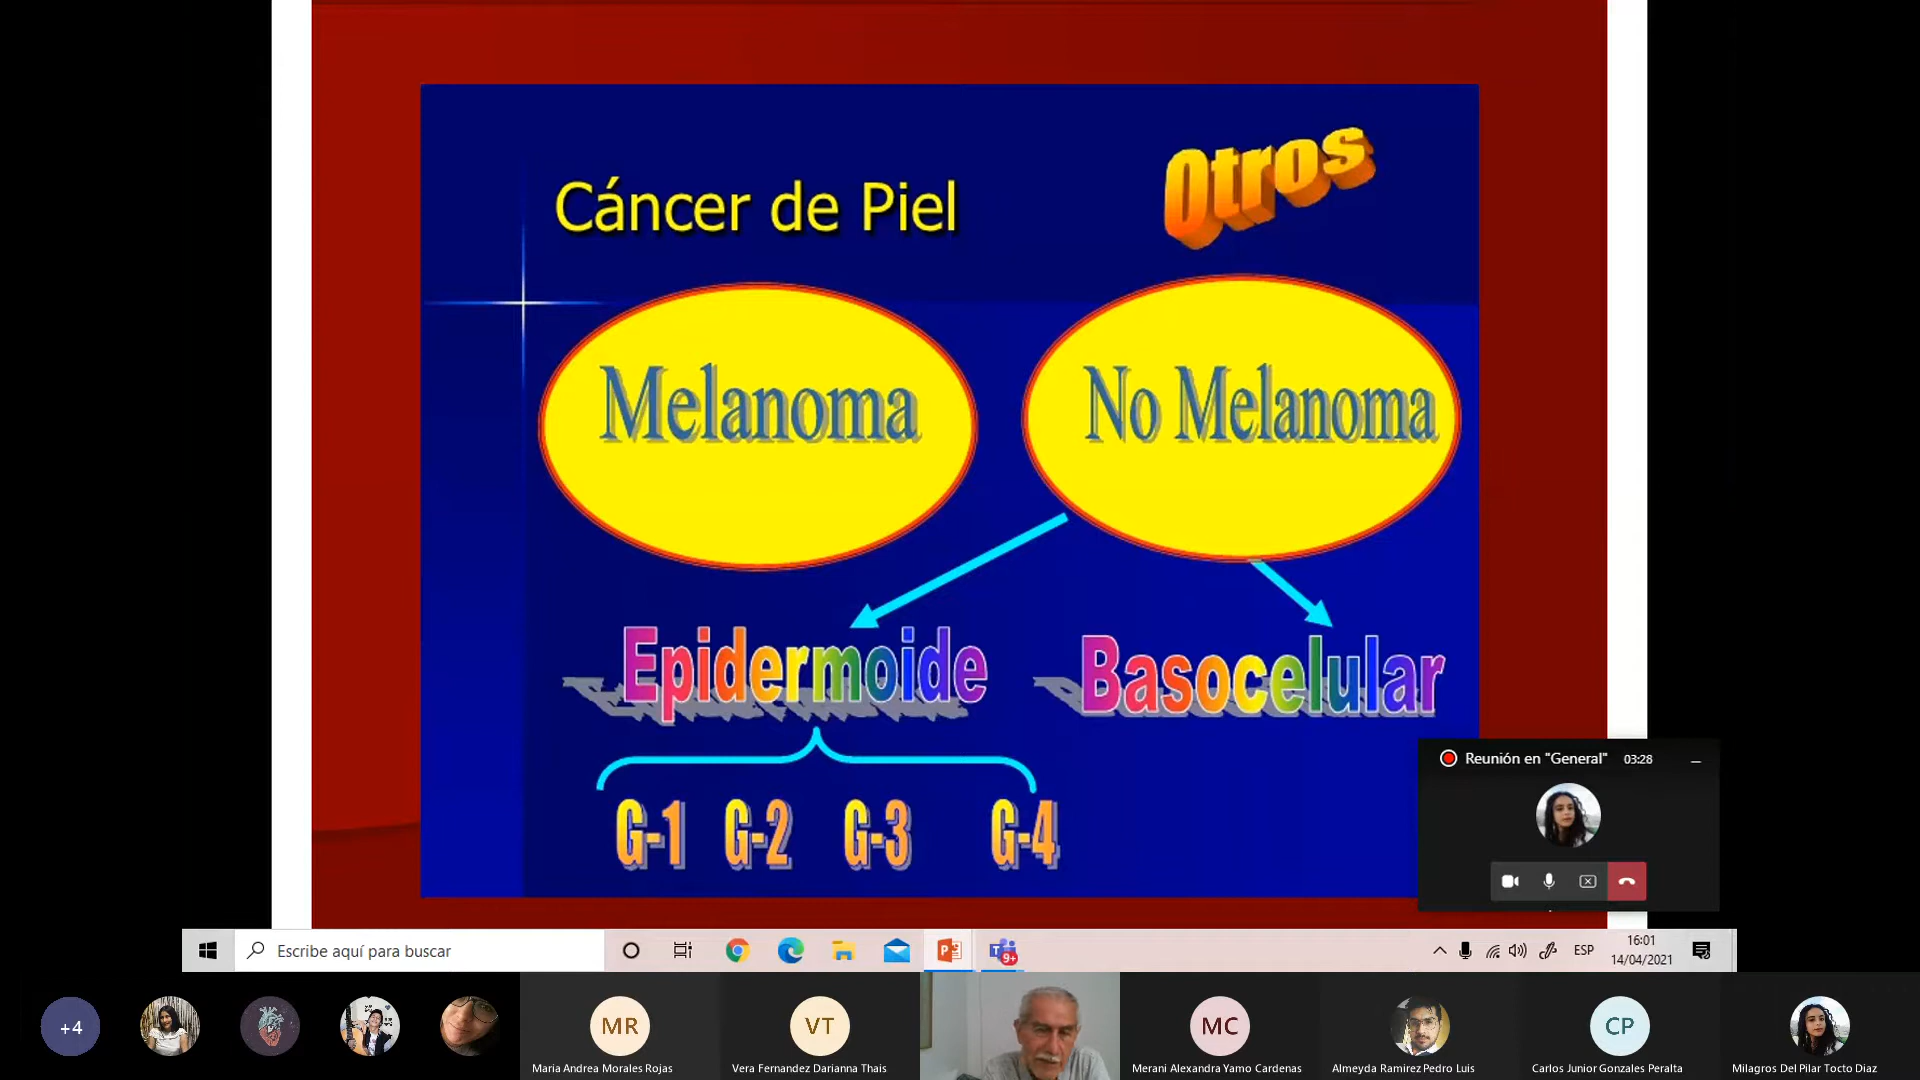 Otros
Cáncer de Piel
Melanoma
No Melanoma
Epidermoide
Basocelular
G-1 G-2 G-3 G-4
Reunión en "General" 03:28
Escribe aquí para buscar
9+
ESP
16:01
14/04/2021
+4
MR
VT
MC
CP
Maria Andrea Morales Rojas
Vera Fernandez Darianna Thais
Merani Alexandra Yamo Cardenas
Almeyda Ramirez Pedro Luis
Carlos Junior Gonzales Peralta
Milagros Del Pilar Tocto Diaz